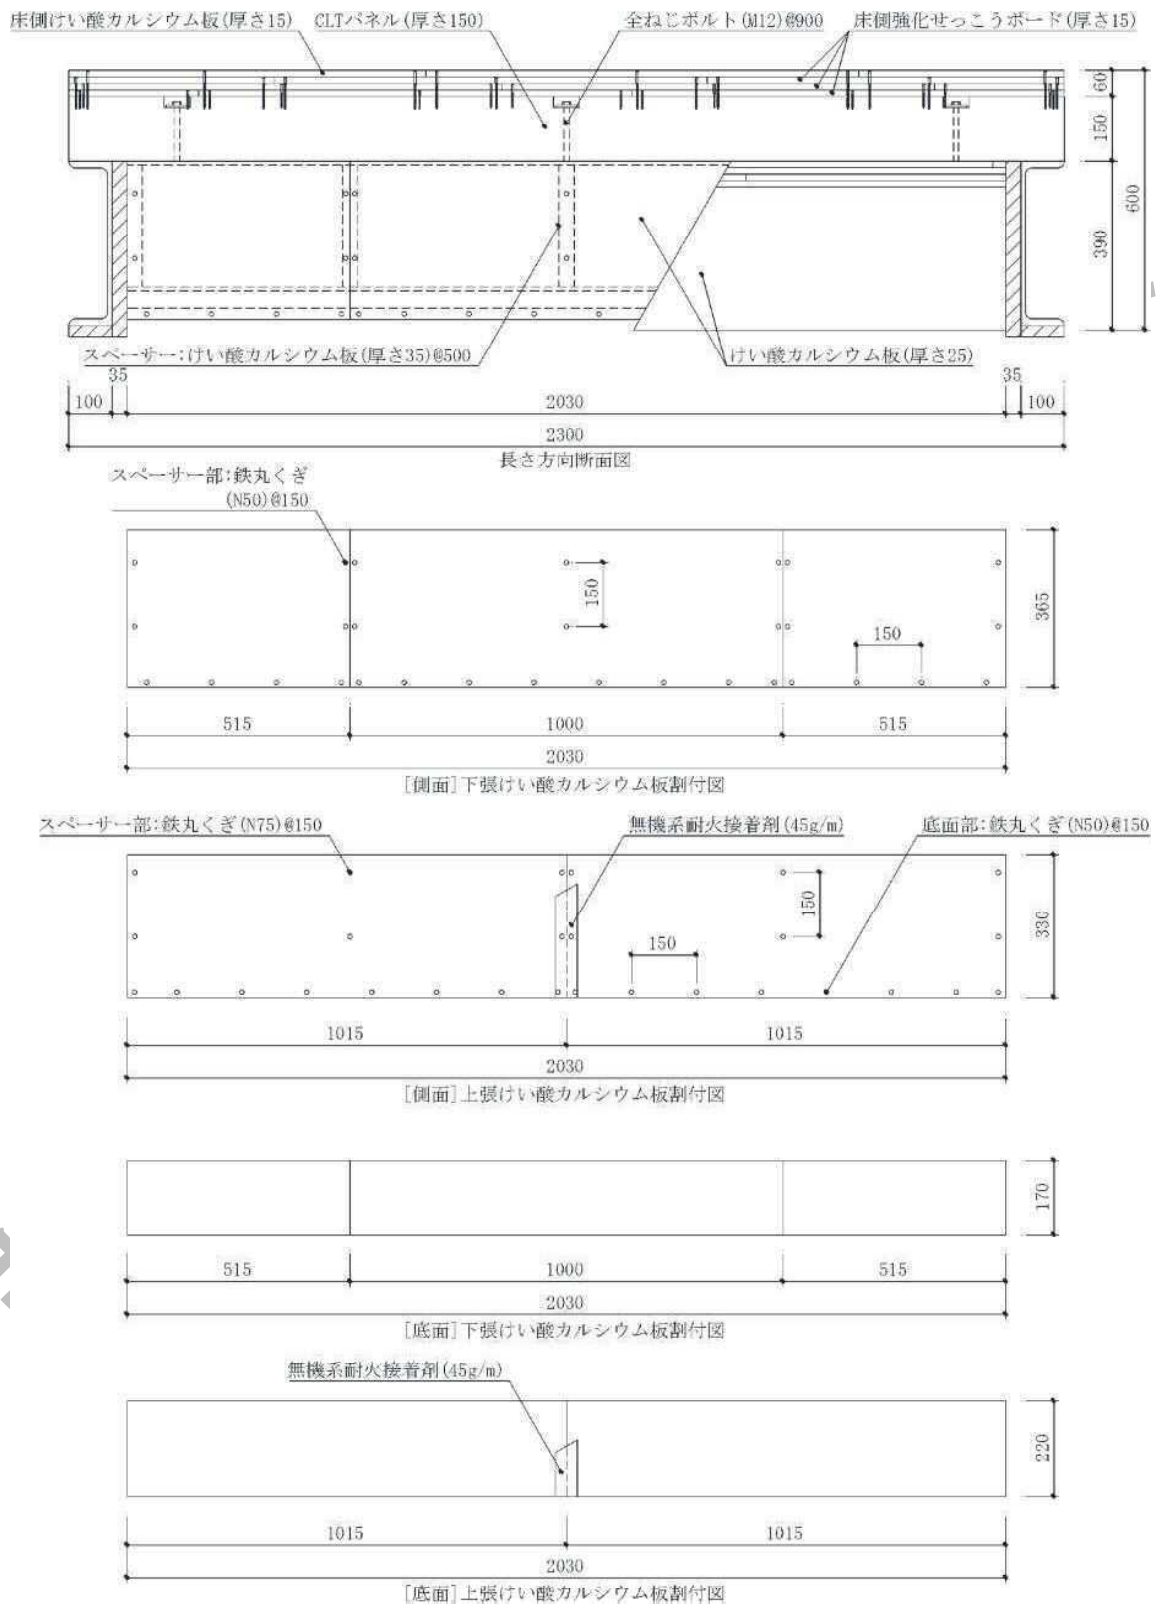 床側けい酸カルシウム板(厚さ15)
CLTパネル(厚さ150)
全ねじボルト(M12)@900
床側強化せっこうボード(厚さ15)
60
150
390
600
スペーサー:けい酸カルシウム板(厚さ35)@500
けい酸カルシウム板(厚さ25)
35
35
100
2030
100
2300
長さ方向断面図
スペーサー部:鉄丸くぎ
(N50)@150
150
150
365
515
1000
515
2030
[側面]下張けい酸カルシウム板割付図
スペーサー部:鉄丸くぎ(N75)@150
無機系耐火接着剤(45g/m)
底面部:鉄丸くぎ(N50)@150
150
150
330
1015
1015
2030
[側面]上張けい酸カルシウム板割付図
170
515
1000
515
2030
[底面]下張けい酸カルシウム板割付図
無機系耐火接着剤(45g/m)
220
1015
1015
2030
[底面]上張けい酸カルシウム板割付図